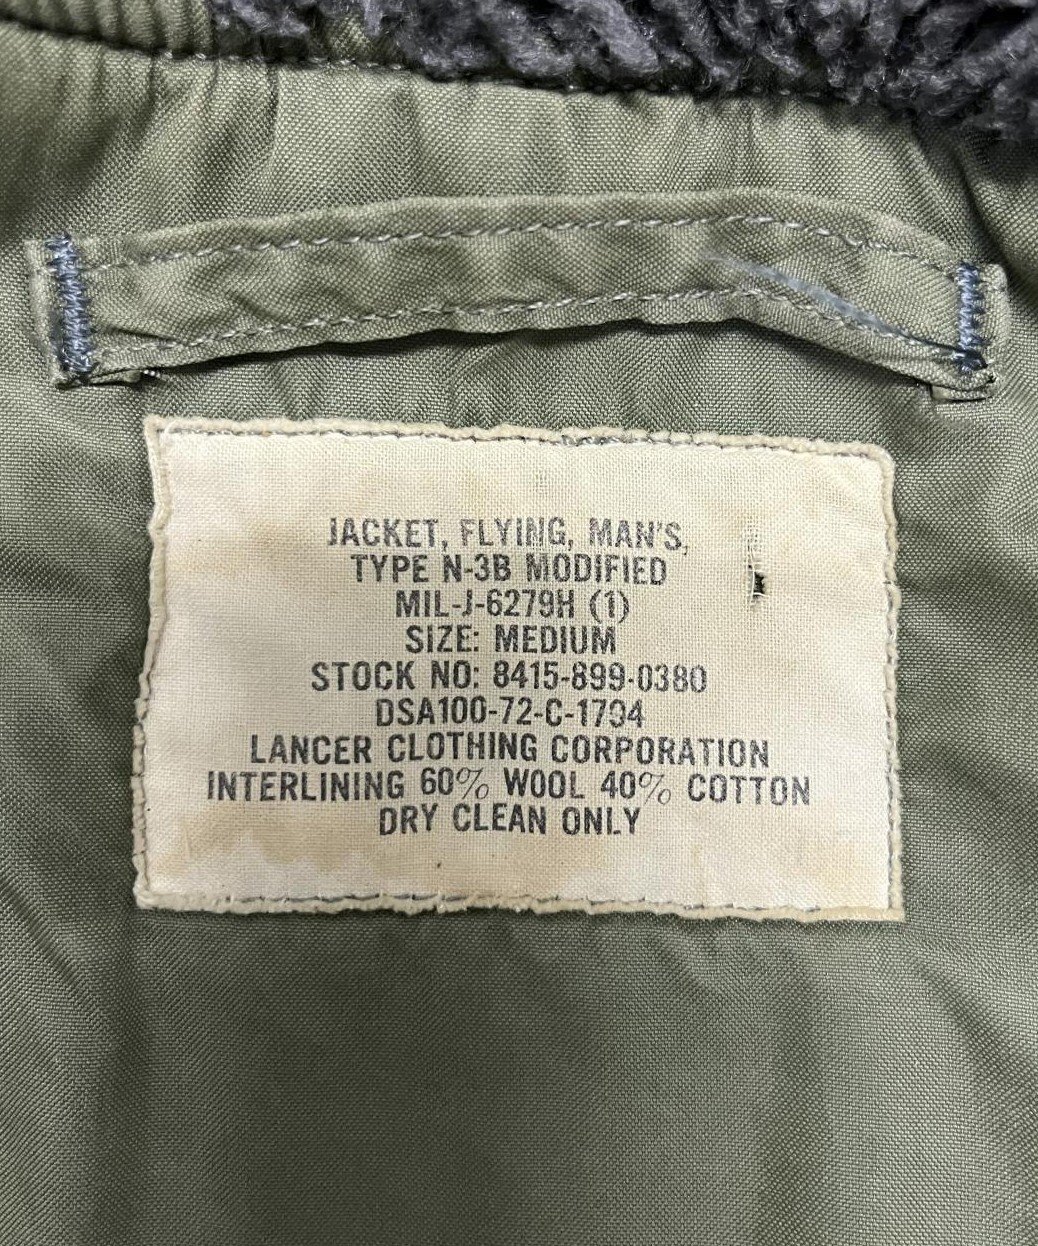 JACKET, FLYING, MAN'S,
TYPE N-3B MODIFIED
MIL-J-6279H (1)
SIZE: MEDIUM
STOCK NO: 8415-899-0380
DSA100-72-C-1794
LANCER CLOTHING CORPORATION
INTERLINING 60% WOOL 40% COTTON
DRY CLEAN ONLY